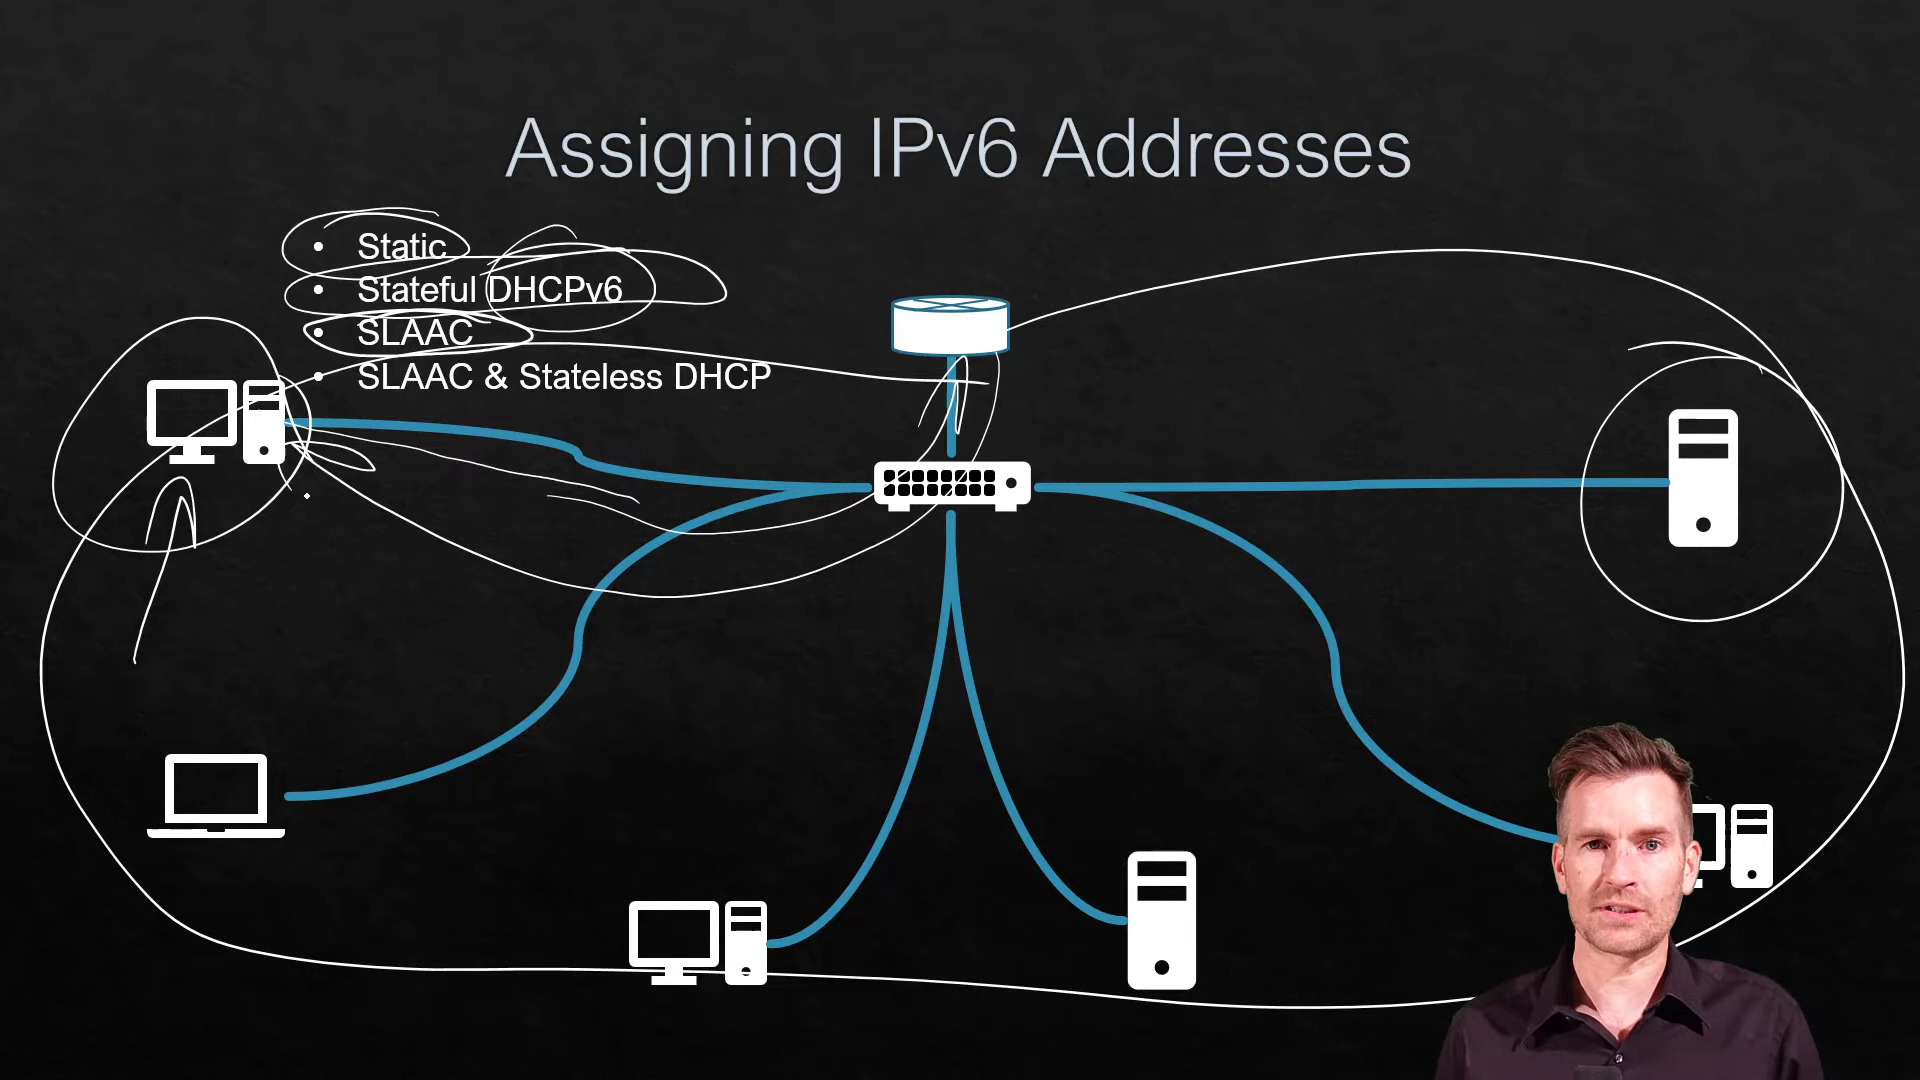 Assigning IPv6 Addresses
• Static
• Stateful DHCPv6
• SLAAC
• SLAAC & Stateless DHCP